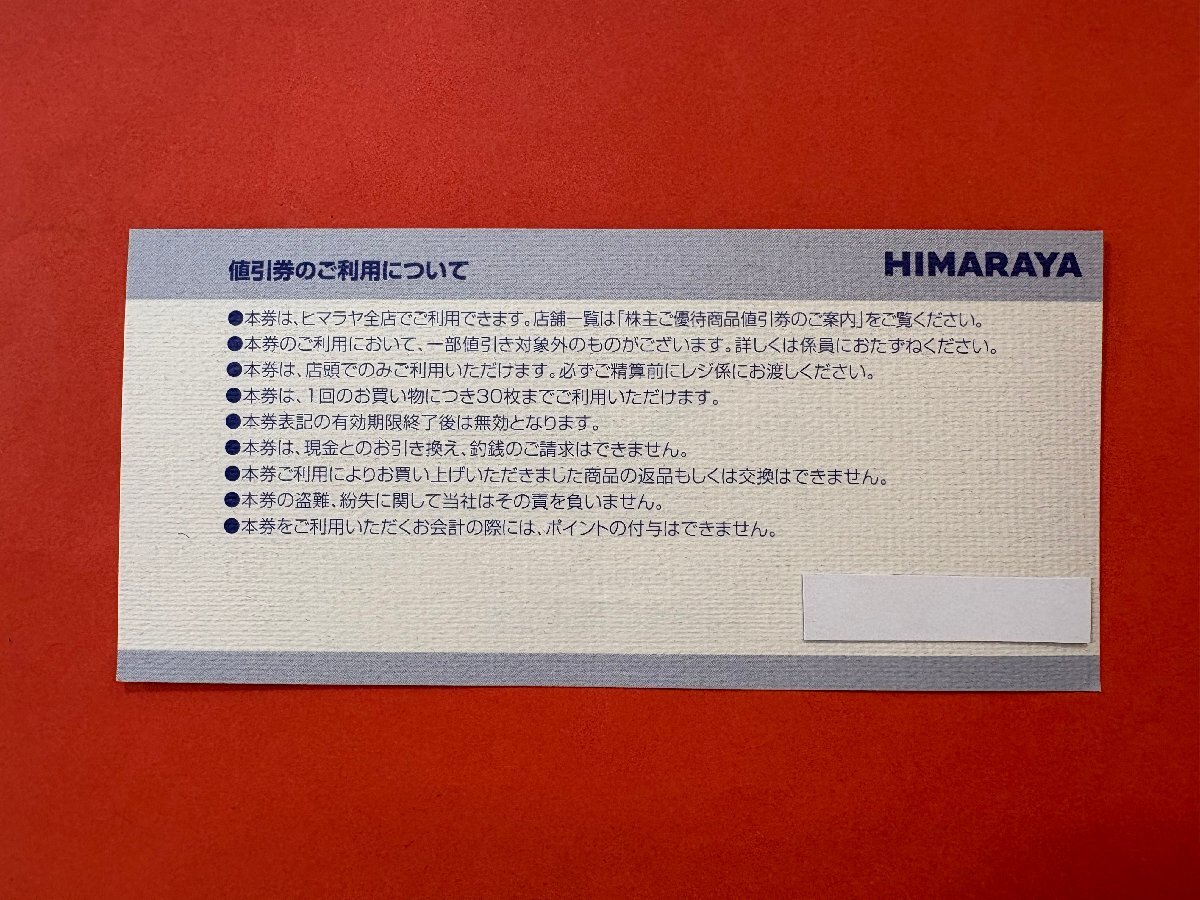 値引券のご利用について
HIMARAYA
●本券は、ヒマラヤ全店でご利用できます。店舗一覧は「株主ご優待商品値引券のご案内」をご覧ください。
●本券のご利用において、一部値引き対象外のものがございます。詳しくは係員におたずねください。
●本券は、店頭でのみご利用いただけます。必ずご精算前にレジ係にお渡しください。
●本券は、1回のお買い物につき30枚までご利用いただけます。
●本券表記の有効期限終了後は無効となります。
●本券は、現金とのお引き換え、釣銭のご請求はできません。
●本券ご利用によりお買い上げいただきました商品の返品もしくは交換はできません。
●本券の盗難、紛失に関して当社はその責を負いません。
●本券をご利用いただくお会計の際には、ポイントの付与はできません。